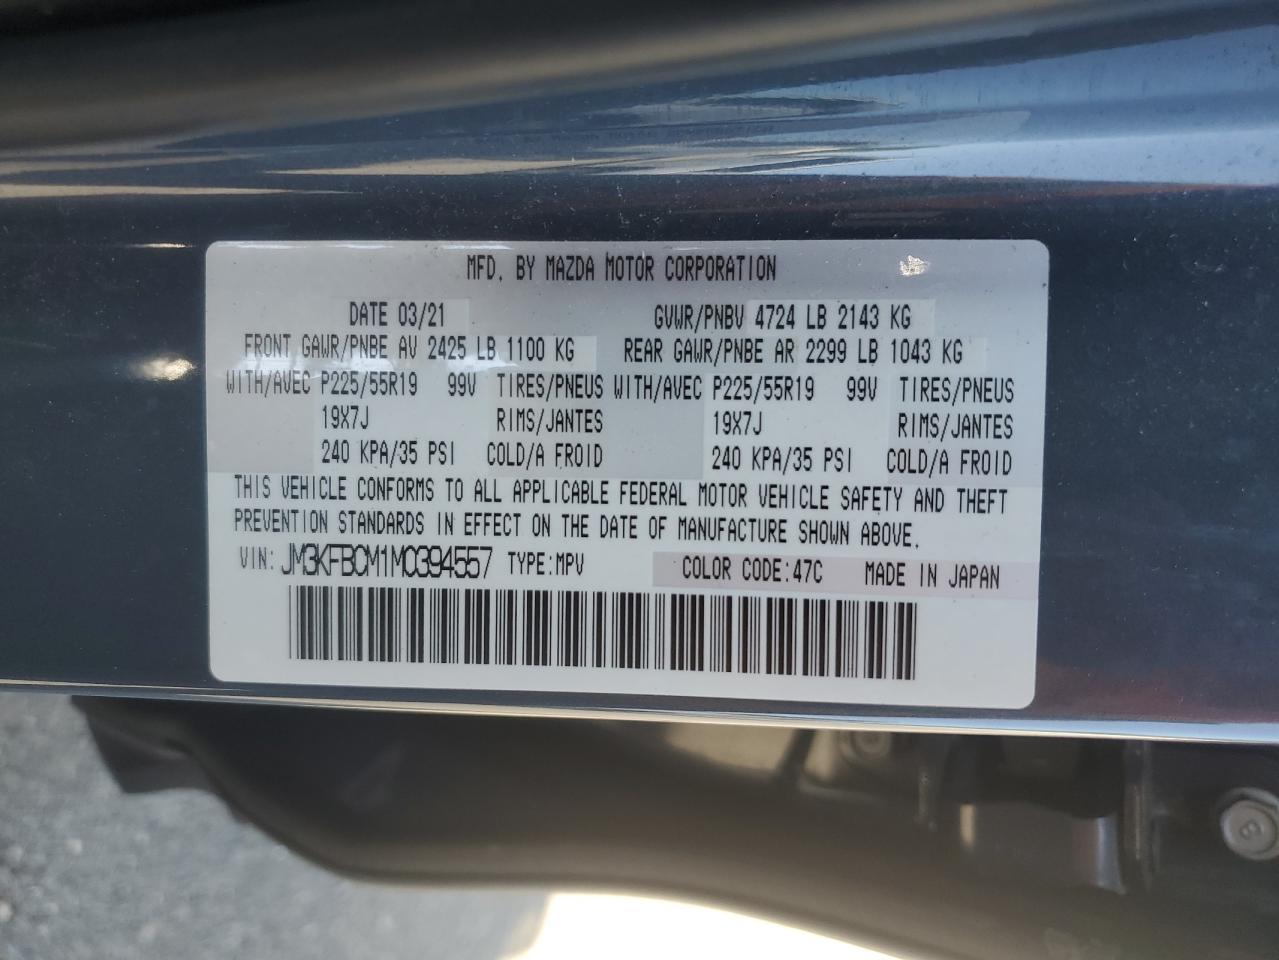 MFD. BY MAZDA MOTOR CORPORATION
DATE 03/21 GVWR/PNBV 4724 LB 2143 KG
FRONT GAWR/PNBE AV 2425 LB 1100 KG REAR GAWR/PNBE AR 2299 LB 1043 KG
WITH/AVEC P225/55R19 99V TIRES/PNEUS WITH/AVEC P225/55R19 99V TIRES/PNEUS
19X7J RIMS/JANTES 19X7J RIMS/JANTES
240 KPA/35 PSI COLD/A FROID 240 KPA/35 PSI COLD/A FROID
THIS VEHICLE CONFORMS TO ALL APPLICABLE FEDERAL MOTOR VEHICLE SAFETY AND THEFT
PREVENTION STANDARDS IN EFFECT ON THE DATE OF MANUFACTURE SHOWN ABOVE.
VIN: JM3KFBCM1M0394557 TYPE:MPV COLOR CODE:47C MADE IN JAPAN
8